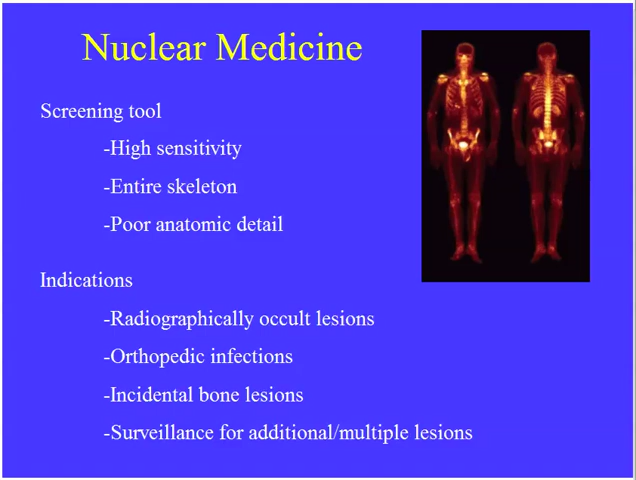 Nuclear Medicine
Screening tool
-High sensitivity
-Entire skeleton
-Poor anatomic detail
Indications
-Radiographically occult lesions
-Orthopedic infections
-Incidental bone lesions
-Surveillance for additional/multiple lesions